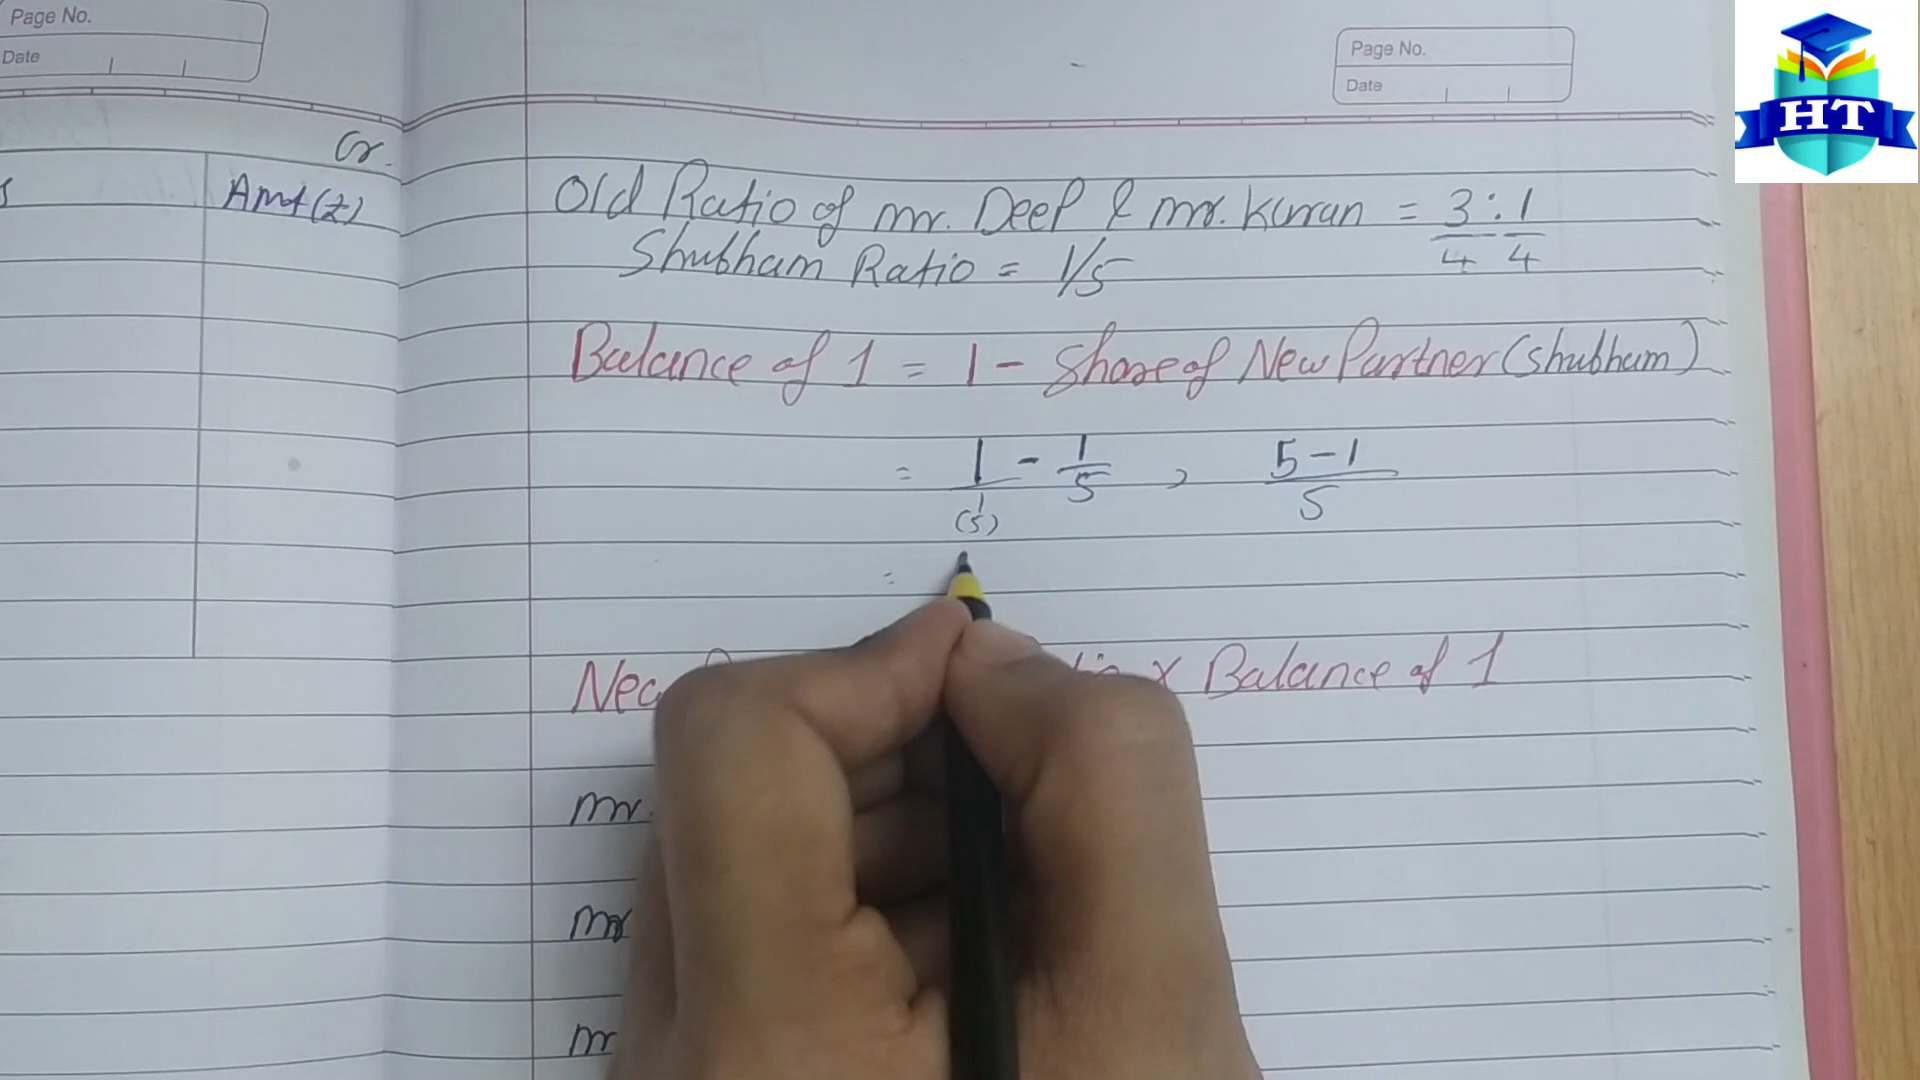 Page No.
Date
Cr.
Amt(₹)
Page No.
Date
HT
Old Ratio of Mr. Deep & Mr. Kuran = 3:1
4 4
Shubham Ratio = 1/5
Balance of 1 = 1 - Share of New Partner (Shubham)
= 1/1 - 1/5 , 5-1/5
(5)
=
x Balance of 1
Mr.
Mr
Mr